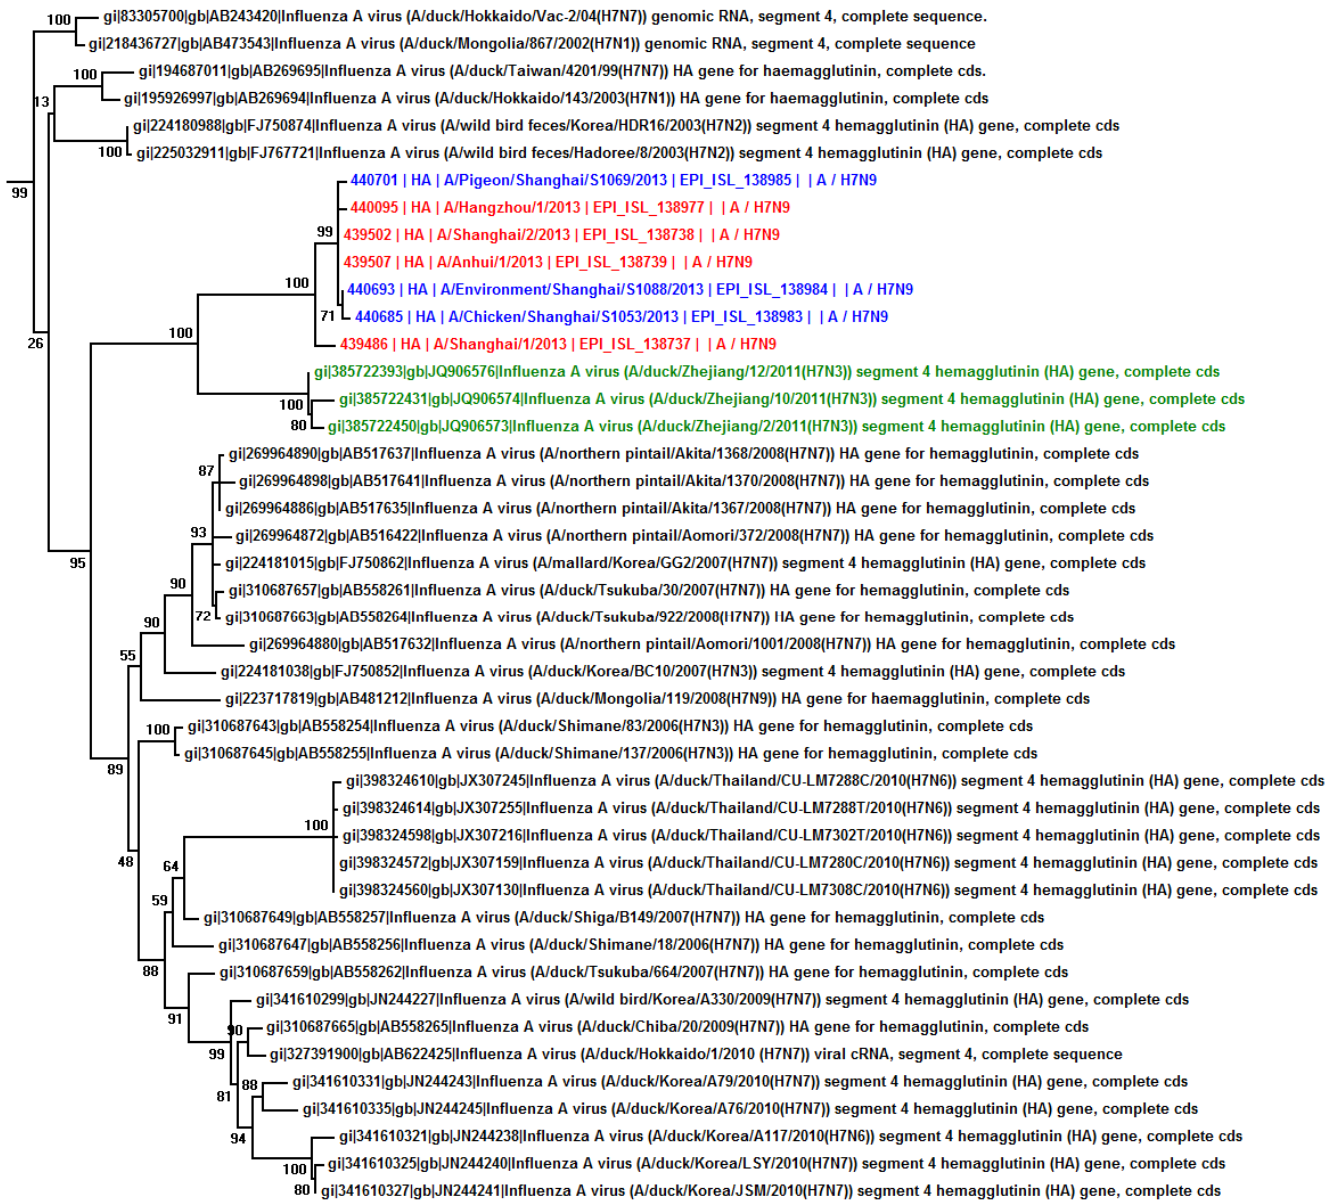 100 gi|83305700|gb|AB243420|Influenza A virus (A/duck/Hokkaido/Vac-2/04(H7N7)) genomic RNA, segment 4, complete sequence.
gi|218436727|gb|AB473543|Influenza A virus (A/duck/Mongolia/867/2002(H7N1)) genomic RNA, segment 4, complete sequence
100 gi|194687011|gb|AB269695|Influenza A virus (A/duck/Taiwan/4201/99(H7N7)) HA gene for haemagglutinin, complete cds.
13 gi|195926997|gb|AB269694|Influenza A virus (A/duck/Hokkaido/143/2003(H7N1)) HA gene for haemagglutinin, complete cds
gi|224180988|gb|FJ750874|Influenza A virus (A/wild bird feces/Korea/HDR16/2003(H7N2)) segment 4 hemagglutinin (HA) gene, complete cds
100 gi|225032911|gb|FJ767721|Influenza A virus (A/wild bird feces/Hadoree/8/2003(H7N2)) segment 4 hemagglutinin (HA) gene, complete cds
440701 | HA | A/Pigeon/Shanghai/S1069/2013 | EPI_ISL_138985 | | A / H7N9
99
440095 | HA | A/Hangzhou/1/2013 | EPI_ISL_138977 | | A / H7N9
99 439502 | HA | A/Shanghai/2/2013 | EPI_ISL_138738 | | A / H7N9
439507 | HA | A/Anhui/1/2013 | EPI_ISL_138739 | | A / H7N9
100 440693 | HA | A/Environment/Shanghai/S1088/2013 | EPI_ISL_138984 | | A / H7N9
71 440685 | HA | A/Chicken/Shanghai/S1053/2013 | EPI_ISL_138983 | | A / H7N9
100
26 439486 | HA | A/Shanghai/1/2013 | EPI_ISL_138737 | | A / H7N9
gi|385722393|gb|JQ906576|Influenza A virus (A/duck/Zhejiang/12/2011(H7N3)) segment 4 hemagglutinin (HA) gene, complete cds
100 gi|385722431|gb|JQ906574|Influenza A virus (A/duck/Zhejiang/10/2011(H7N3)) segment 4 hemagglutinin (HA) gene, complete cds
80 gi|385722450|gb|JQ906573|Influenza A virus (A/duck/Zhejiang/2/2011(H7N3)) segment 4 hemagglutinin (HA) gene, complete cds
gi|269964890|gb|AB517637|Influenza A virus (A/northern pintail/Akita/1368/2008(H7N7)) HA gene for hemagglutinin, complete cds
87 gi|269964898|gb|AB517641|Influenza A virus (A/northern pintail/Akita/1370/2008(H7N7)) HA gene for hemagglutinin, complete cds
gi|269964886|gb|AB517635|Influenza A virus (A/northern pintail/Akita/1367/2008(H7N7)) HA gene for hemagglutinin, complete cds
93 gi|269964872|gb|AB516422|Influenza A virus (A/northern pintail/Aomori/372/2008(H7N7)) HA gene for hemagglutinin, complete cds
95 gi|224181015|gb|FJ750862|Influenza A virus (A/mallard/Korea/GG2/2007(H7N7)) segment 4 hemagglutinin (HA) gene, complete cds
90 gi|310687657|gb|AB558261|Influenza A virus (A/duck/Tsukuba/30/2007(H7N7)) HA gene for hemagglutinin, complete cds
72 gi|310687663|gb|AB558264|Influenza A virus (A/duck/Tsukuba/922/2008(H7N7)) HA gene for hemagglutinin, complete cds
90 gi|269964880|gb|AB517632|Influenza A virus (A/northern pintail/Aomori/1001/2008(H7N7)) HA gene for hemagglutinin, complete cds
55 gi|224181038|gb|FJ750852|Influenza A virus (A/duck/Korea/BC10/2007(H7N3)) segment 4 hemagglutinin (HA) gene, complete cds
gi|223717819|gb|AB481212|Influenza A virus (A/duck/Mongolia/119/2008(H7N9)) HA gene for haemagglutinin, complete cds
100 gi|310687643|gb|AB558254|Influenza A virus (A/duck/Shimane/83/2006(H7N3)) HA gene for hemagglutinin, complete cds
89 gi|310687645|gb|AB558255|Influenza A virus (A/duck/Shimane/137/2006(H7N3)) HA gene for hemagglutinin, complete cds
gi|398324610|gb|JX307245|Influenza A virus (A/duck/Thailand/CU-LM7288C/2010(H7N6)) segment 4 hemagglutinin (HA) gene, complete cds
gi|398324614|gb|JX307255|Influenza A virus (A/duck/Thailand/CU-LM7288T/2010(H7N6)) segment 4 hemagglutinin (HA) gene, complete cds
100 gi|398324598|gb|JX307216|Influenza A virus (A/duck/Thailand/CU-LM7302T/2010(H7N6)) segment 4 hemagglutinin (HA) gene, complete cds
48 64 gi|398324572|gb|JX307159|Influenza A virus (A/duck/Thailand/CU-LM7280C/2010(H7N6)) segment 4 hemagglutinin (HA) gene, complete cds
gi|398324560|gb|JX307130|Influenza A virus (A/duck/Thailand/CU-LM7308C/2010(H7N6)) segment 4 hemagglutinin (HA) gene, complete cds
59 gi|310687649|gb|AB558257|Influenza A virus (A/duck/Shiga/B149/2007(H7N7)) HA gene for hemagglutinin, complete cds
gi|310687647|gb|AB558256|Influenza A virus (A/duck/Shimane/18/2006(H7N7)) HA gene for hemagglutinin, complete cds
88 gi|310687659|gb|AB558262|Influenza A virus (A/duck/Tsukuba/664/2007(H7N7)) HA gene for hemagglutinin, complete cds
gi|341610299|gb|JN244227|Influenza A virus (A/wild bird/Korea/A330/2009(H7N7)) segment 4 hemagglutinin (HA) gene, complete cds
91 90 gi|310687665|gb|AB558265|Influenza A virus (A/duck/Chiba/20/2009(H7N7)) HA gene for hemagglutinin, complete cds
99 gi|327391900|gb|AB622425|Influenza A virus (A/duck/Hokkaido/1/2010 (H7N7)) viral cRNA, segment 4, complete sequence
88 gi|341610331|gb|JN244243|Influenza A virus (A/duck/Korea/A79/2010(H7N7)) segment 4 hemagglutinin (HA) gene, complete cds
81 gi|341610335|gb|JN244245|Influenza A virus (A/duck/Korea/A76/2010(H7N7)) segment 4 hemagglutinin (HA) gene, complete cds
94 gi|341610321|gb|JN244238|Influenza A virus (A/duck/Korea/A117/2010(H7N6)) segment 4 hemagglutinin (HA) gene, complete cds
100 gi|341610325|gb|JN244240|Influenza A virus (A/duck/Korea/LSY/2010(H7N7)) segment 4 hemagglutinin (HA) gene, complete cds
80 gi|341610327|gb|JN244241|Influenza A virus (A/duck/Korea/JSM/2010(H7N7)) segment 4 hemagglutinin (HA) gene, complete cds